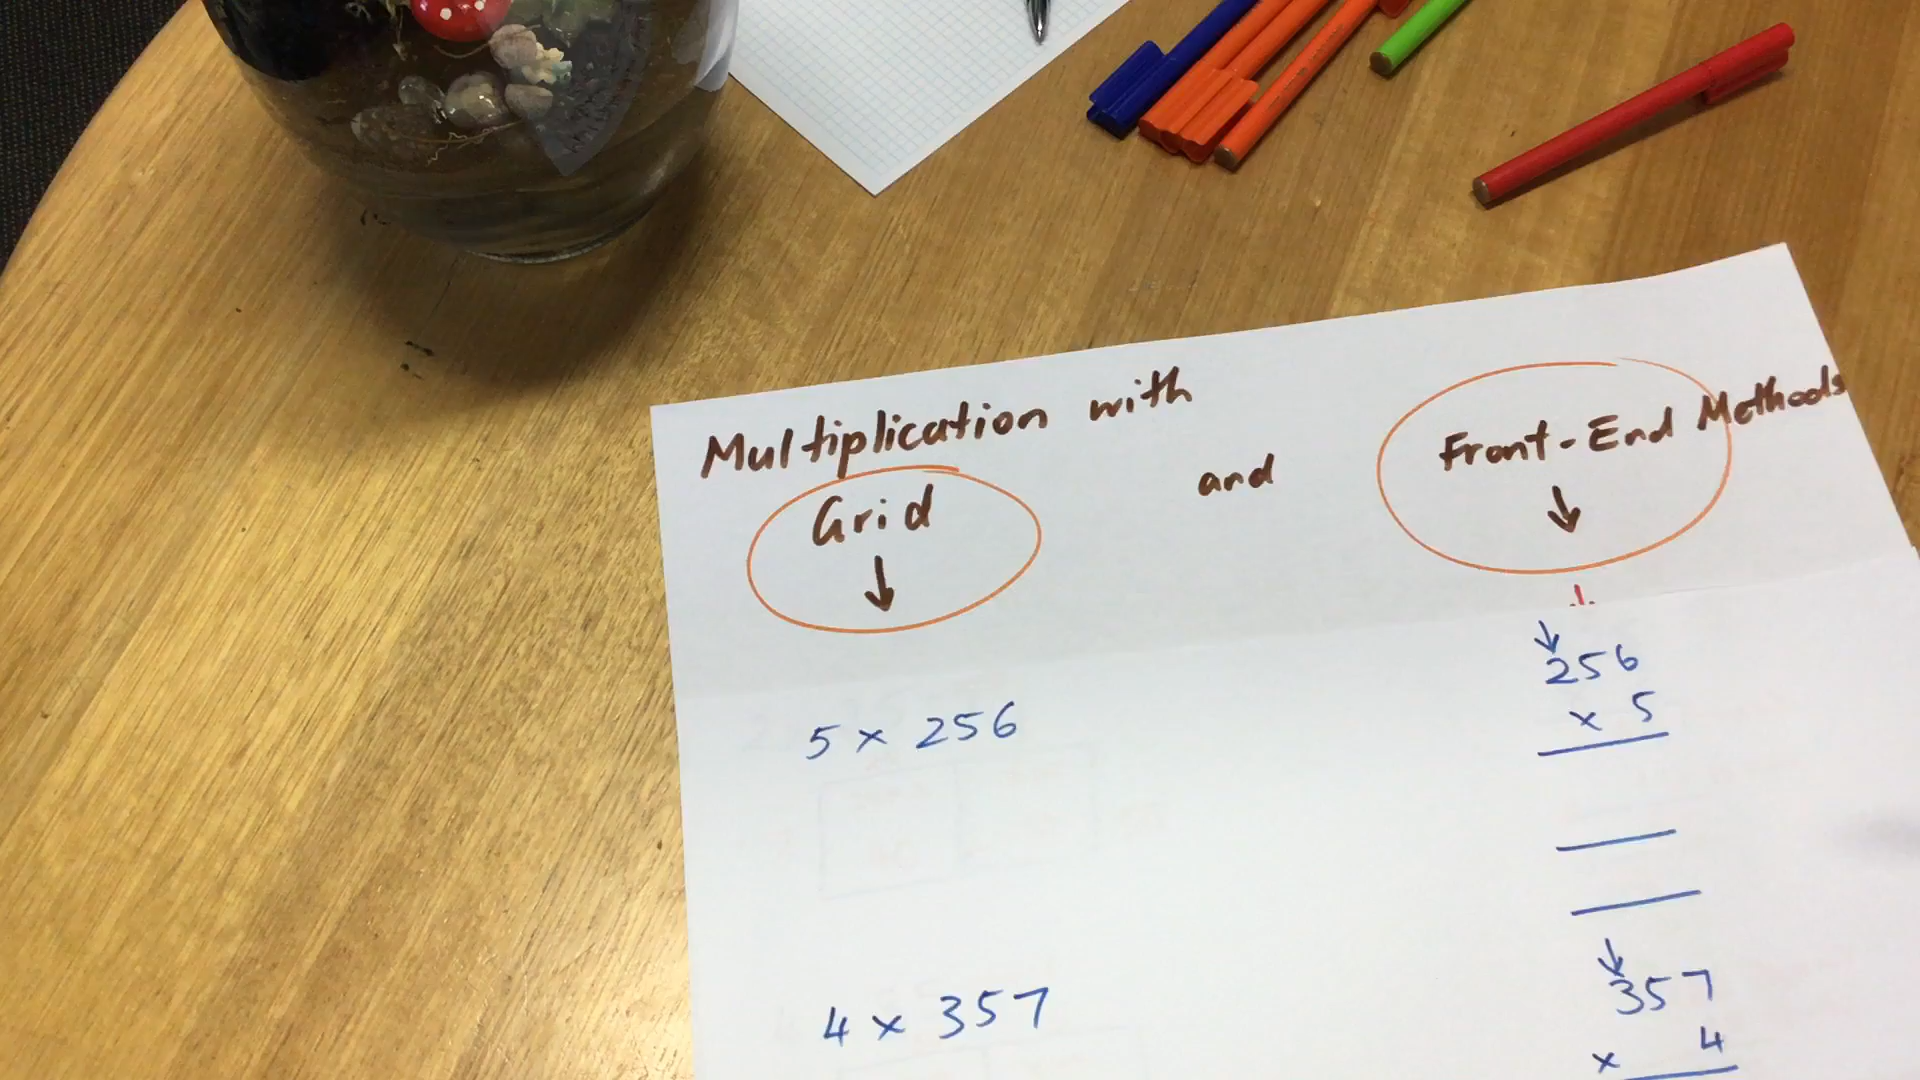 Multiplication with
Grid and Front-End Methods
↓ ↓
5 × 256
256
× 5
4 × 357
357
× 4